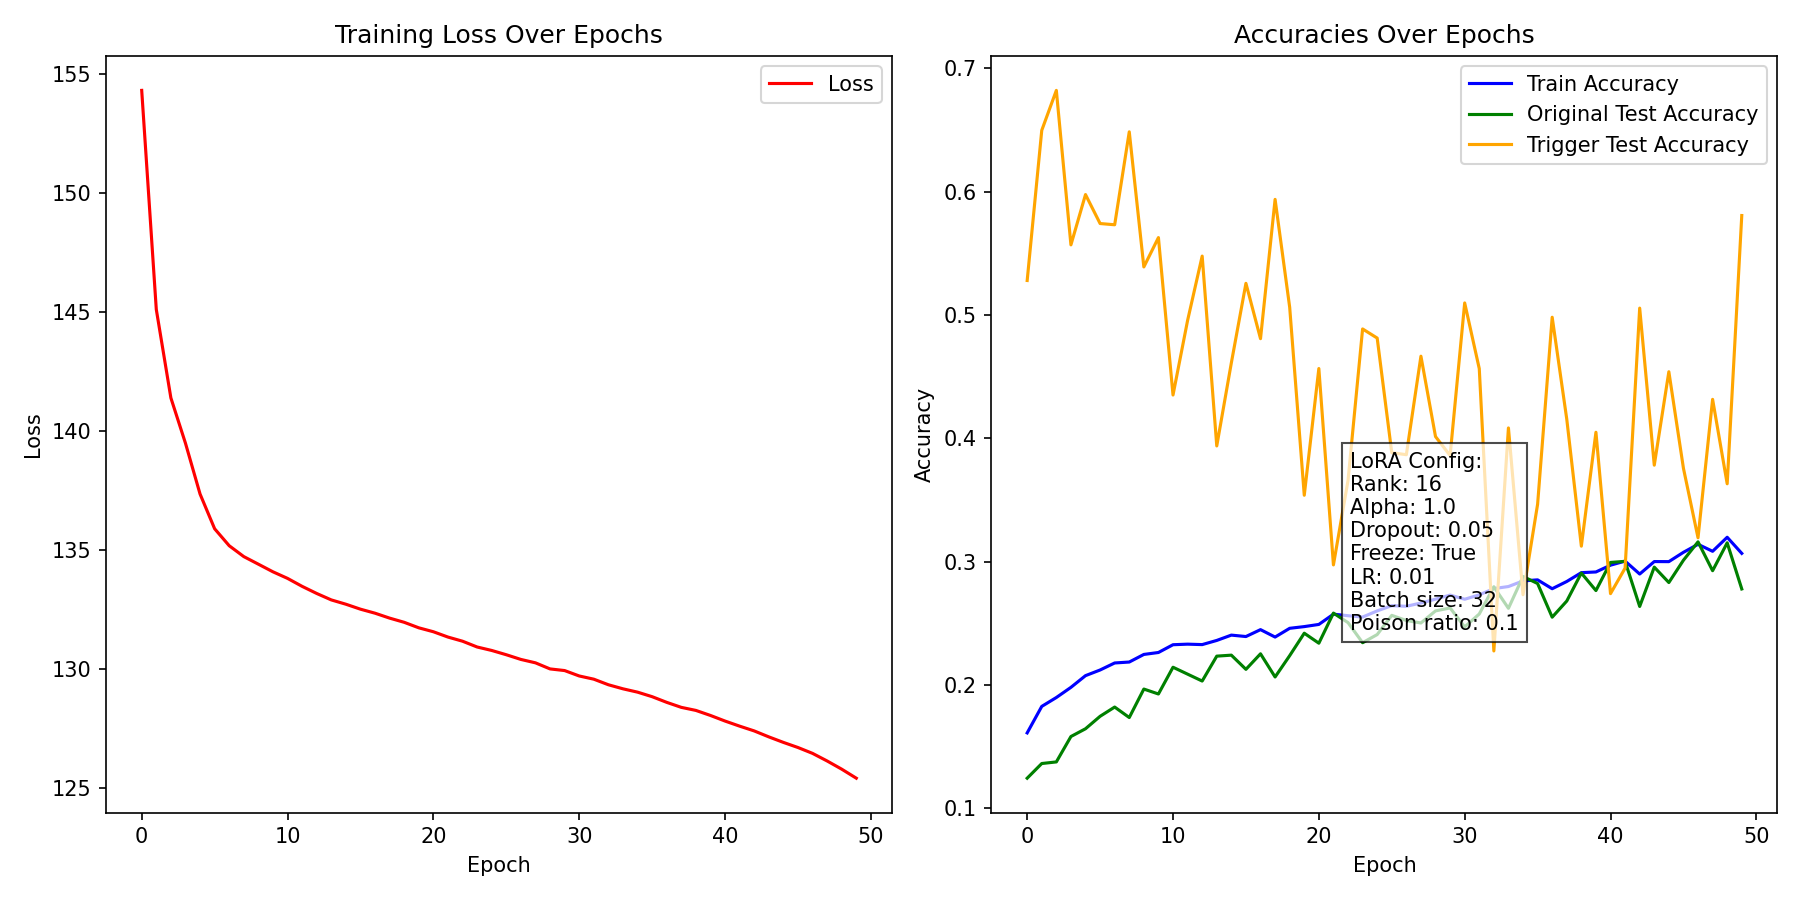 Training Loss Over Epochs
155
150
145
140
135
130
125
Loss
0
10
20
30
40
50
Epoch
Loss
Accuracies Over Epochs
0.7
0.6
0.5
0.4
0.3
0.2
0.1
Accuracy
0
10
20
30
40
50
Epoch
Train Accuracy
Original Test Accuracy
Trigger Test Accuracy
LoRA Config:
Rank: 16
Alpha: 1.0
Dropout: 0.05
Freeze: True
LR: 0.01
Batch size: 32
Poison ratio: 0.1